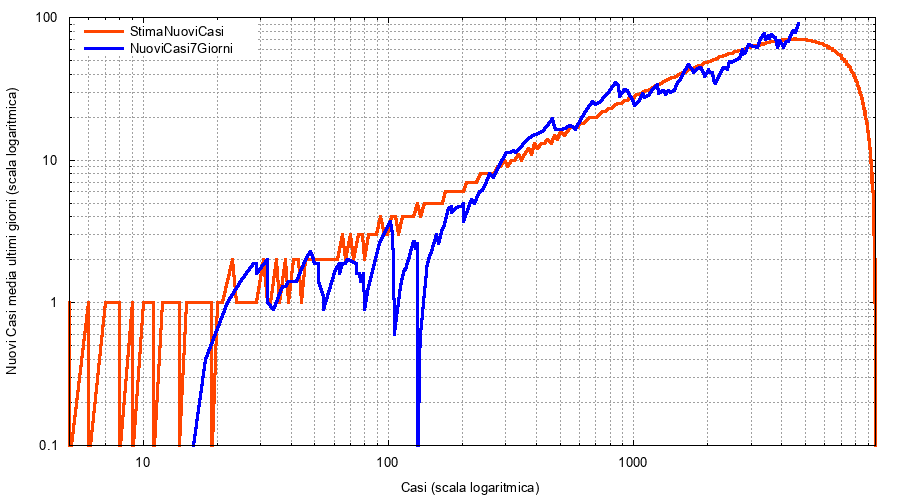 100
StimaNuoviCasi
NuoviCasi7Giorni
10
1
0.1
Nuovi Casi media ultimi giorni (scala logaritmica)
10
100
1000
Casi (scala logaritmica)